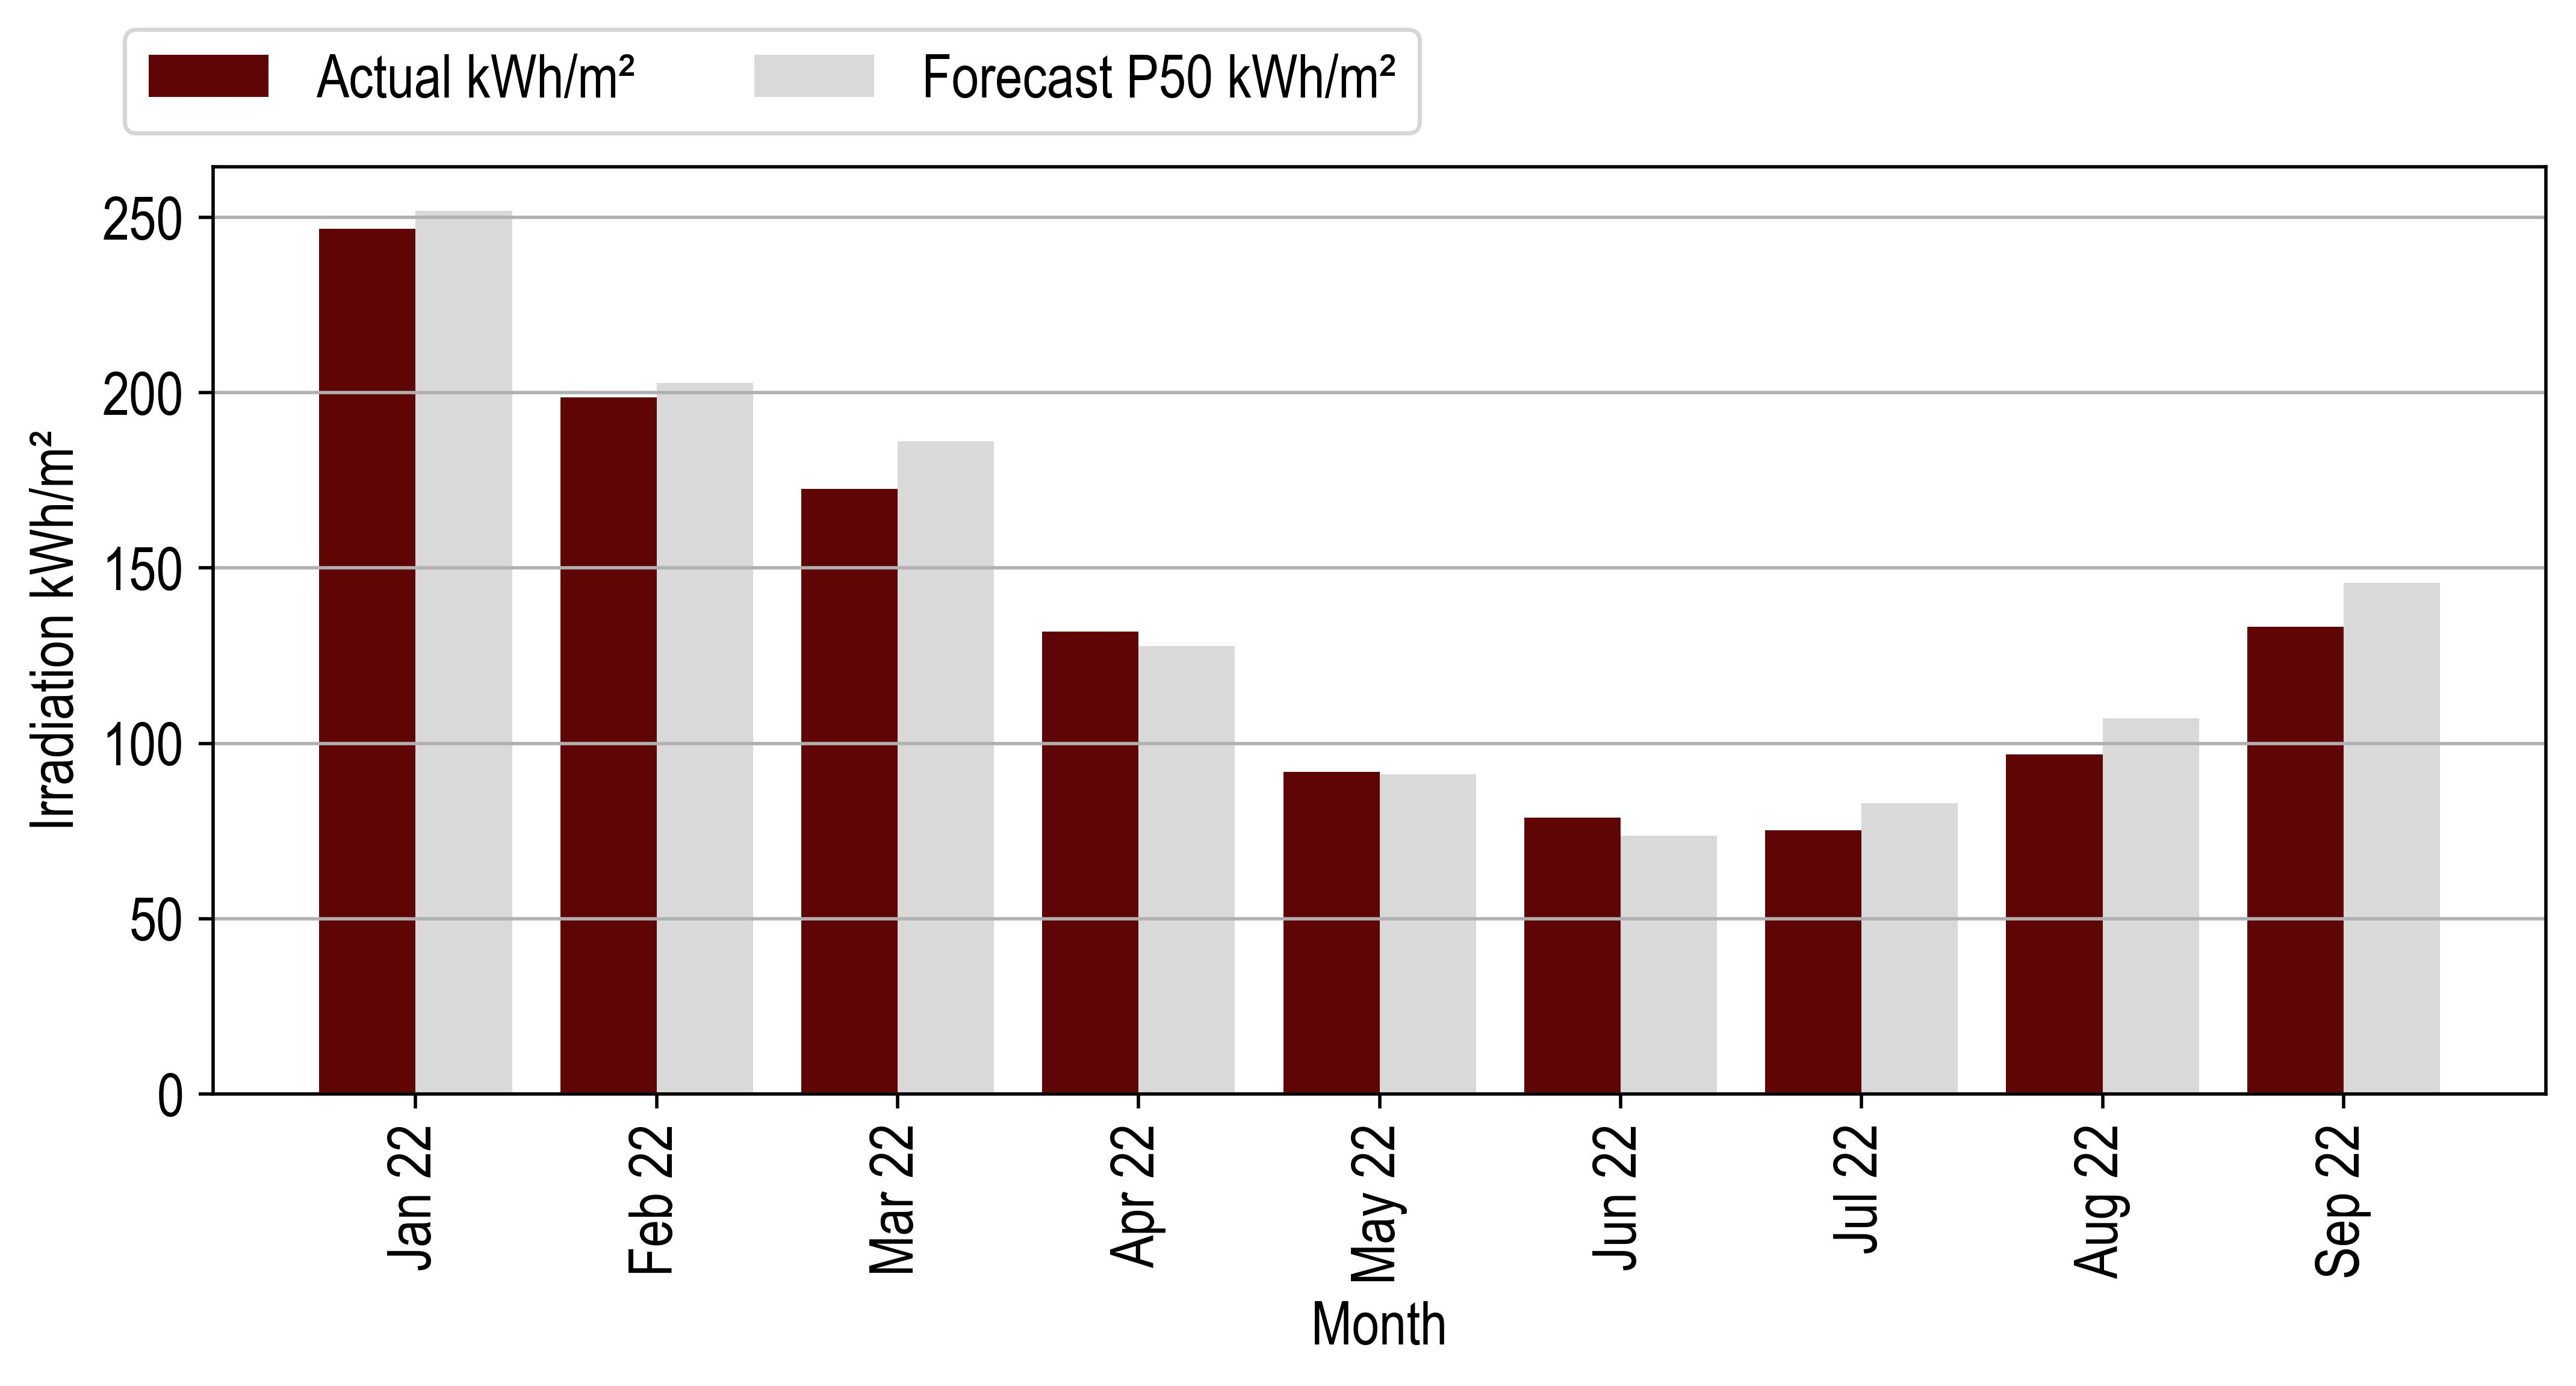 Actual kWh/m²
Forecast P50 kWh/m²
250
200
150
100
50
0
Irradiation kWh/m²
Jan 22
Feb 22
Mar 22
Apr 22
May 22
Jun 22
Jul 22
Aug 22
Sep 22
Month